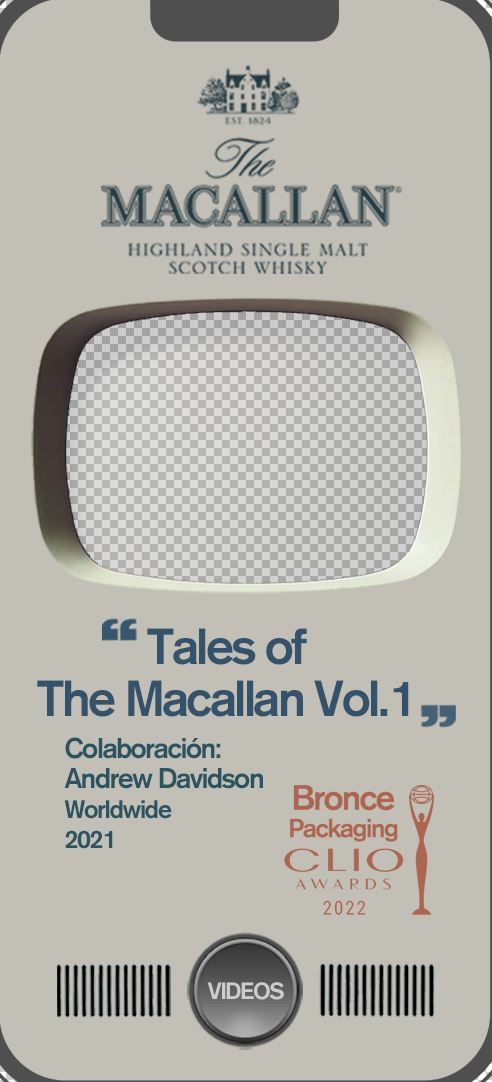 EST. 1824
The
MACALLAN®
HIGHLAND SINGLE MALT
SCOTCH WHISKY
“ Tales of
The Macallan Vol.1 „
Colaboración:
Andrew Davidson
Worldwide
2021
Bronce
Packaging
CLIO
AWARDS
2022
VIDEOS